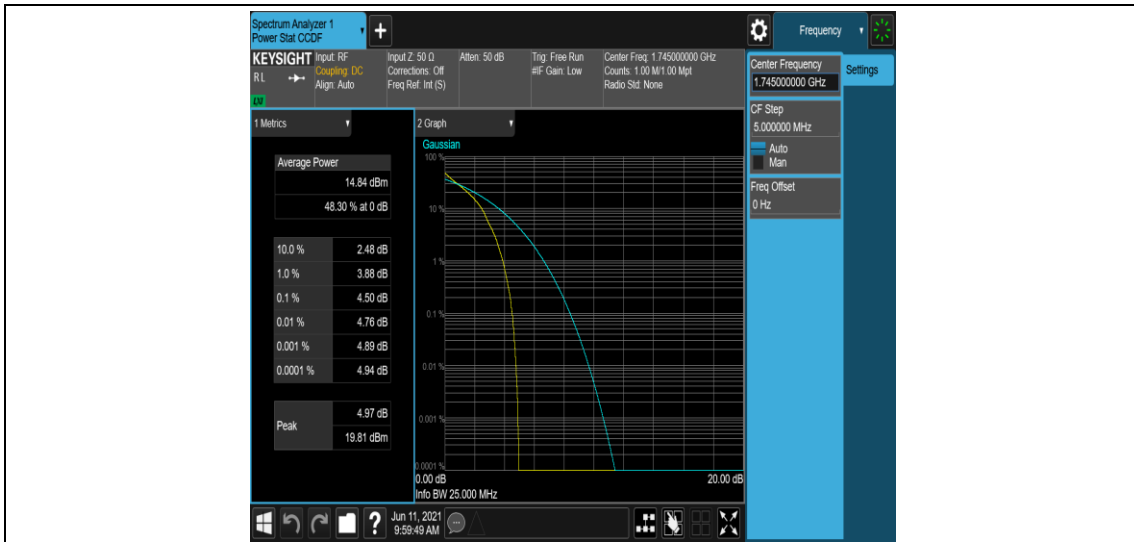 Spectrum Analyzer 1
Power Stat CCDF
+
Frequency
KEYSIGHT
RL
LXI
Input: RF
Coupling: DC
Align: Auto
Input Z: 50 Ω
Corrections: Off
Freq Ref: Int (S)
Atten: 50 dB
Trig: Free Run
#IF Gain: Low
Center Freq: 1.745000000 GHz
Counts: 1.00 M/1.00 Mpt
Radio Std: None
Center Frequency
1.745000000 GHz
Settings
CF Step
5.000000 MHz
Auto
Man
Freq Offset
0 Hz
1 Metrics
Average Power
14.84 dBm
48.30 % at 0 dB
10.0 % 2.48 dB
1.0 % 3.88 dB
0.1 % 4.50 dB
0.01 % 4.76 dB
0.001 % 4.89 dB
0.0001 % 4.94 dB
Peak
4.97 dB
19.81 dBm
2 Graph
Gaussian
100 %
10 %
1 %
0.1 %
0.01 %
0.001 %
0.0001 %
0.00 dB 20.00 dB
Info BW 25.000 MHz
?
Jun 11, 2021
9:59:49 AM